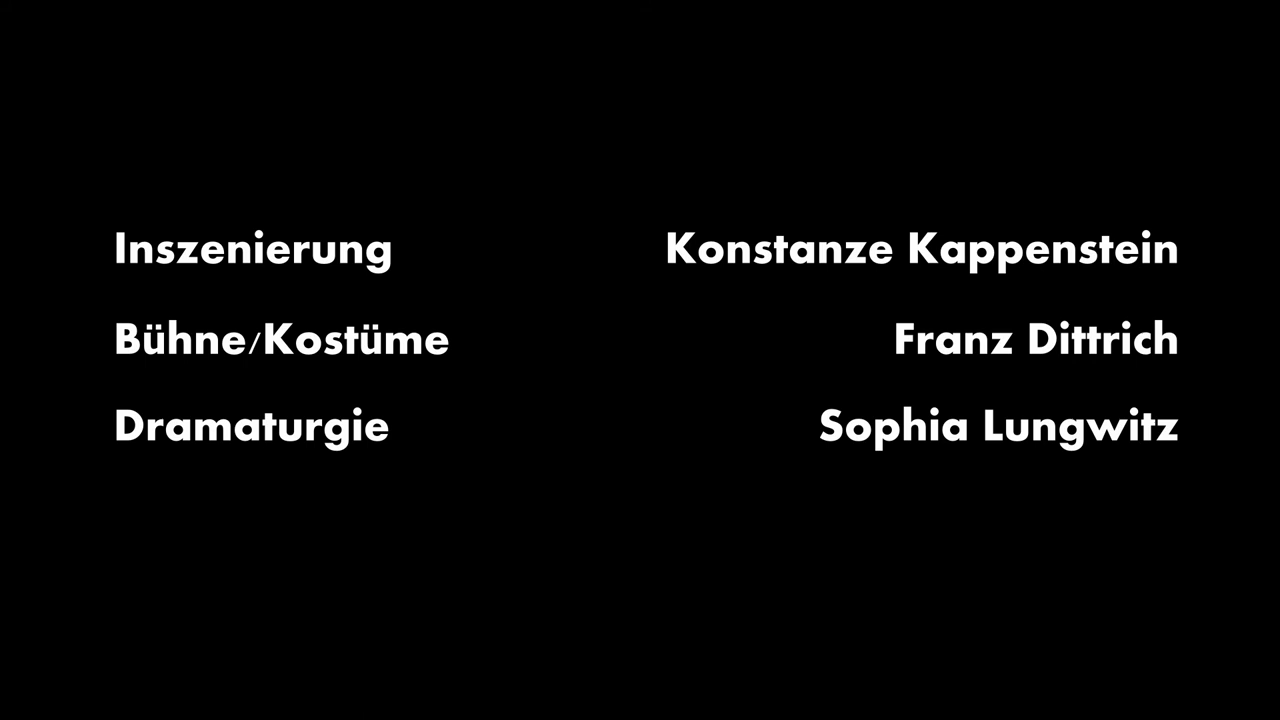 Inszenierung Konstanze Kappenstein
Bühne/Kostüme Franz Dittrich
Dramaturgie Sophia Lungwitz